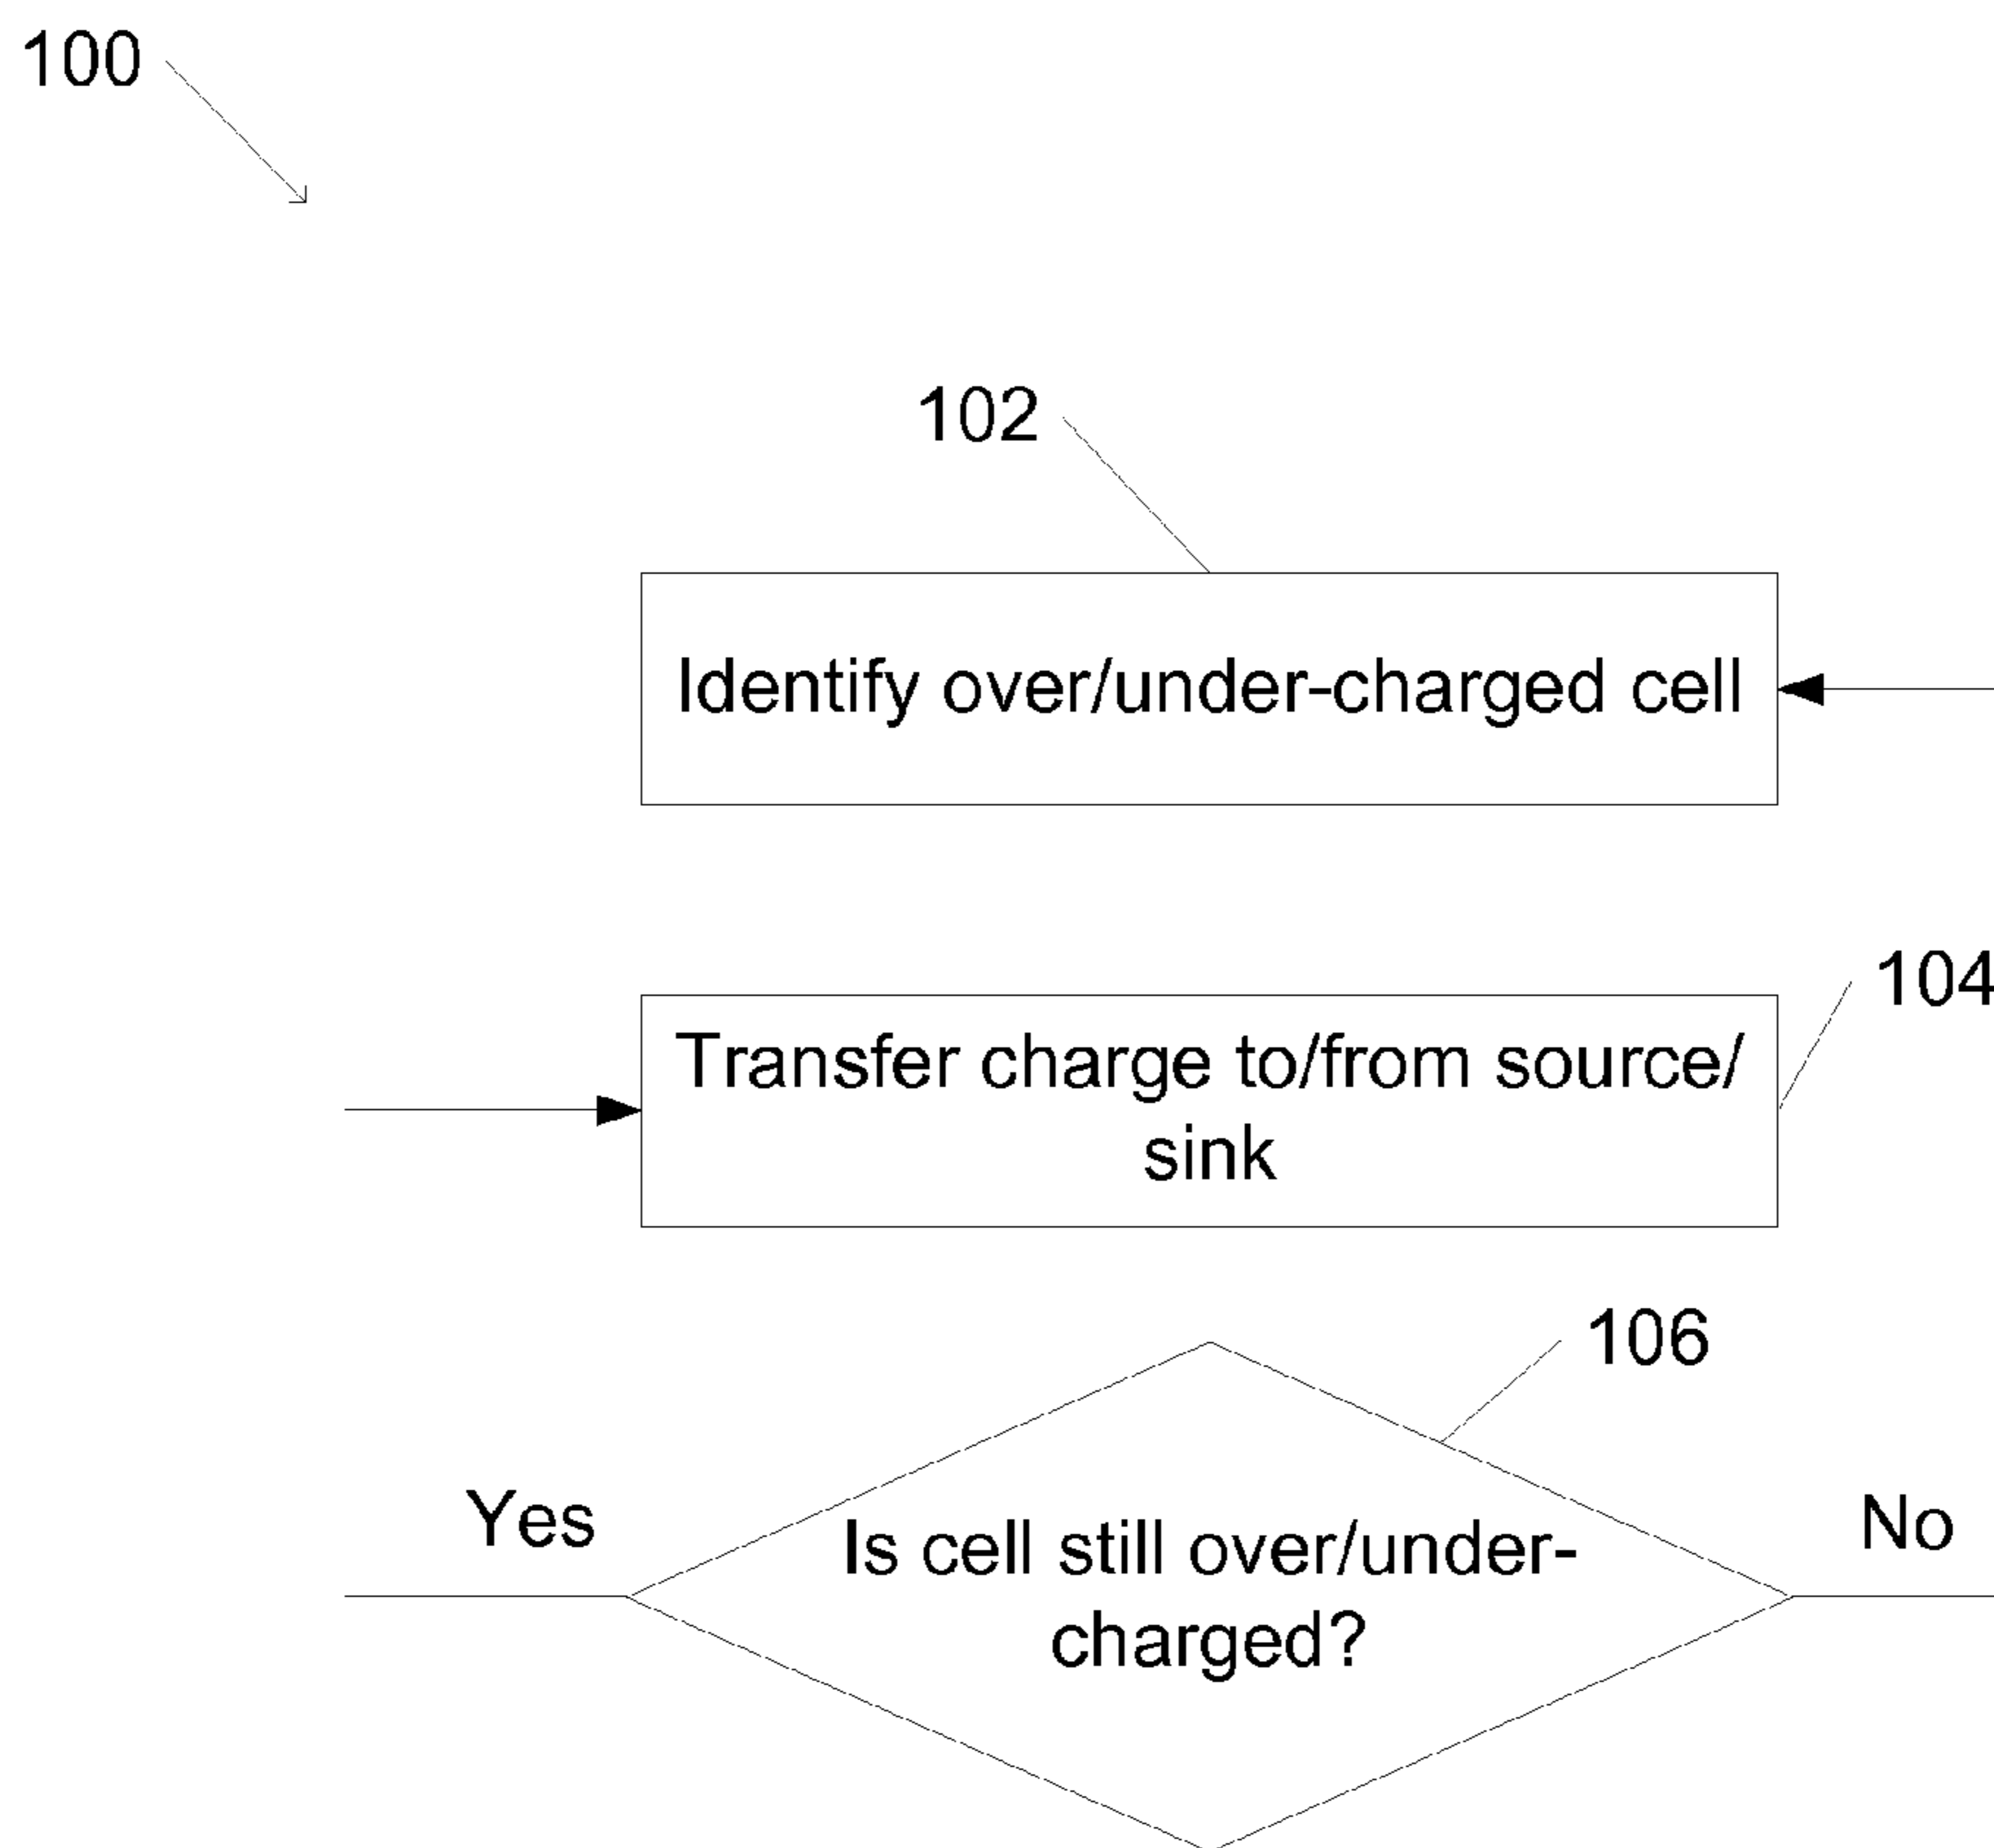 100
102
Identify over/under-charged cell
104
Transfer charge to/from source/
sink
106
Yes
No
Is cell still over/under-
charged?